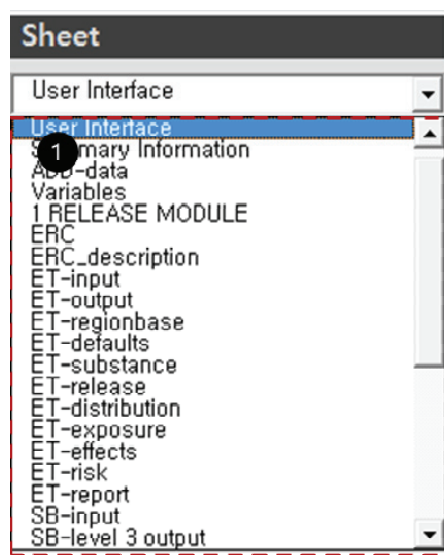 Sheet
User Interface
User Interface
1
mary Information
-data
Variables
1 RELEASE MODULE
ERC
ERC_description
ET-input
ET-output
ET-regionbase
ET-defaults
ET-substance
ET-release
ET-distribution
ET-exposure
ET-effects
ET-risk
ET-report
SB-input
SB-level 3 output